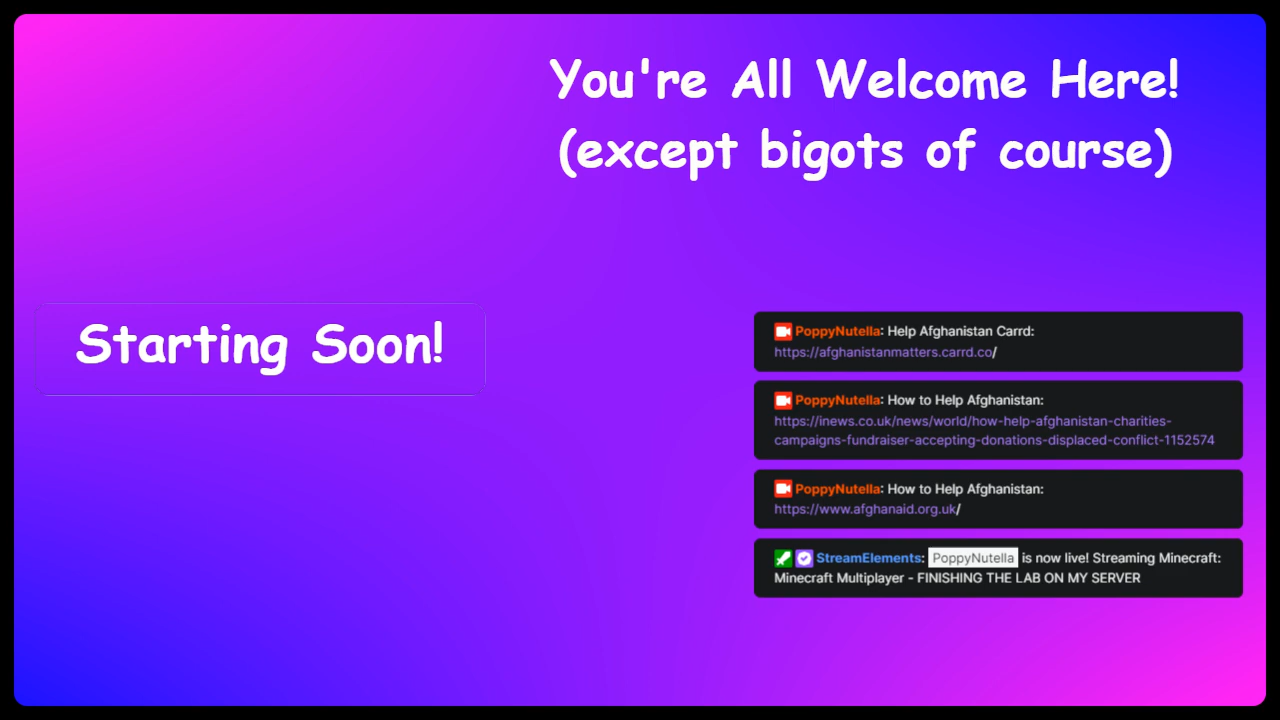 You're All Welcome Here!
(except bigots of course)
Starting Soon!
PoppyNutella: Help Afghanistan Carrd:
https://afghanistanmatters.carrd.co/
PoppyNutella: How to Help Afghanistan:
https://inews.co.uk/news/world/how-help-afghanistan-charities-
campaigns-fundraiser-accepting-donations-displaced-conflict-1152574
PoppyNutella: How to Help Afghanistan:
https://www.afghanaid.org.uk/
StreamElements: PoppyNutella is now live! Streaming Minecraft:
Minecraft Multiplayer - FINISHING THE LAB ON MY SERVER